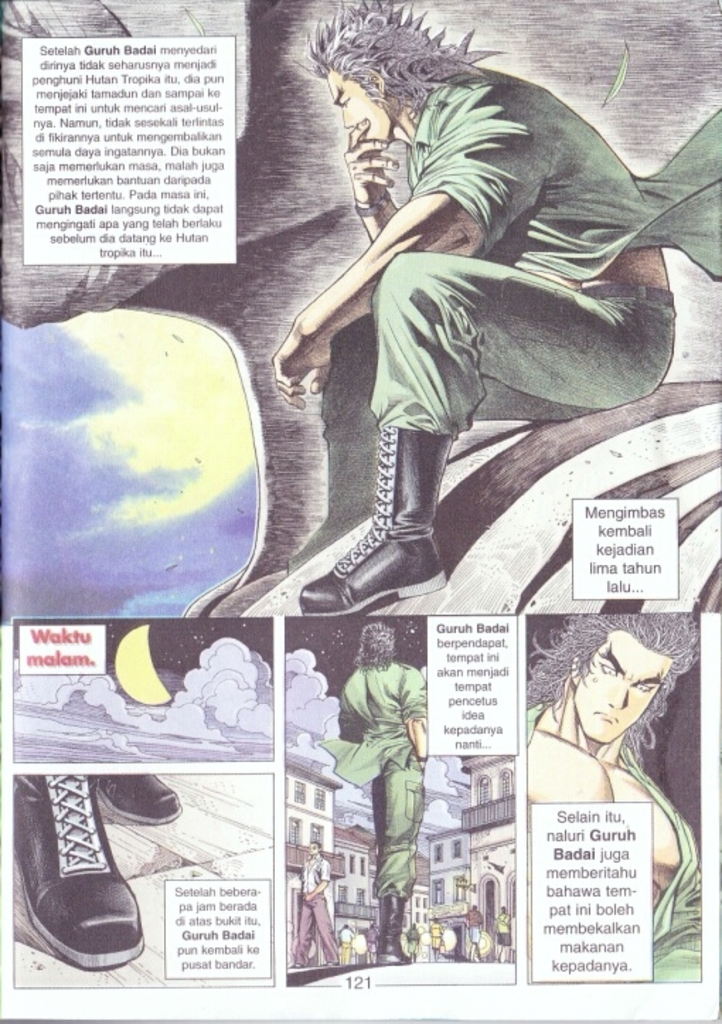 Setelah Guruh Badai menyedari
dirinya tidak seharusnya menjadi
penghuni Hutan Tropika itu, dia pun
menjejaki tamadun dan sampai ke
tempat ini untuk mencari asal-usul-
nya. Namun, tidak sesekali terlintas
di fikirannya untuk mengembalikan
semula daya ingatannya. Dia bukan
saja memerlukan masa, malah juga
memerlukan bantuan daripada
pihak tertentu. Pada masa ini,
Guruh Badai langsung tidak dapat
mengingati apa yang telah berlaku
sebelum dia datang ke Hutan
tropika itu...
Mengimbas
kembali
kejadian
lima tahun
lalu...
Waktu
malam.
Setelah bebera-
pa jam berada
di atas bukit itu,
Guruh Badai
pun kembali ke
pusat bandar.
Guruh Badai
berpendapat,
tempat ini
akan menjadi
tempat
pencetus
idea
kepadanya
nanti...
Selain itu,
naluri Guruh
Badai juga
memberitahu
bahawa tem-
pat ini boleh
membekalkan
makanan
kepadanya.
121